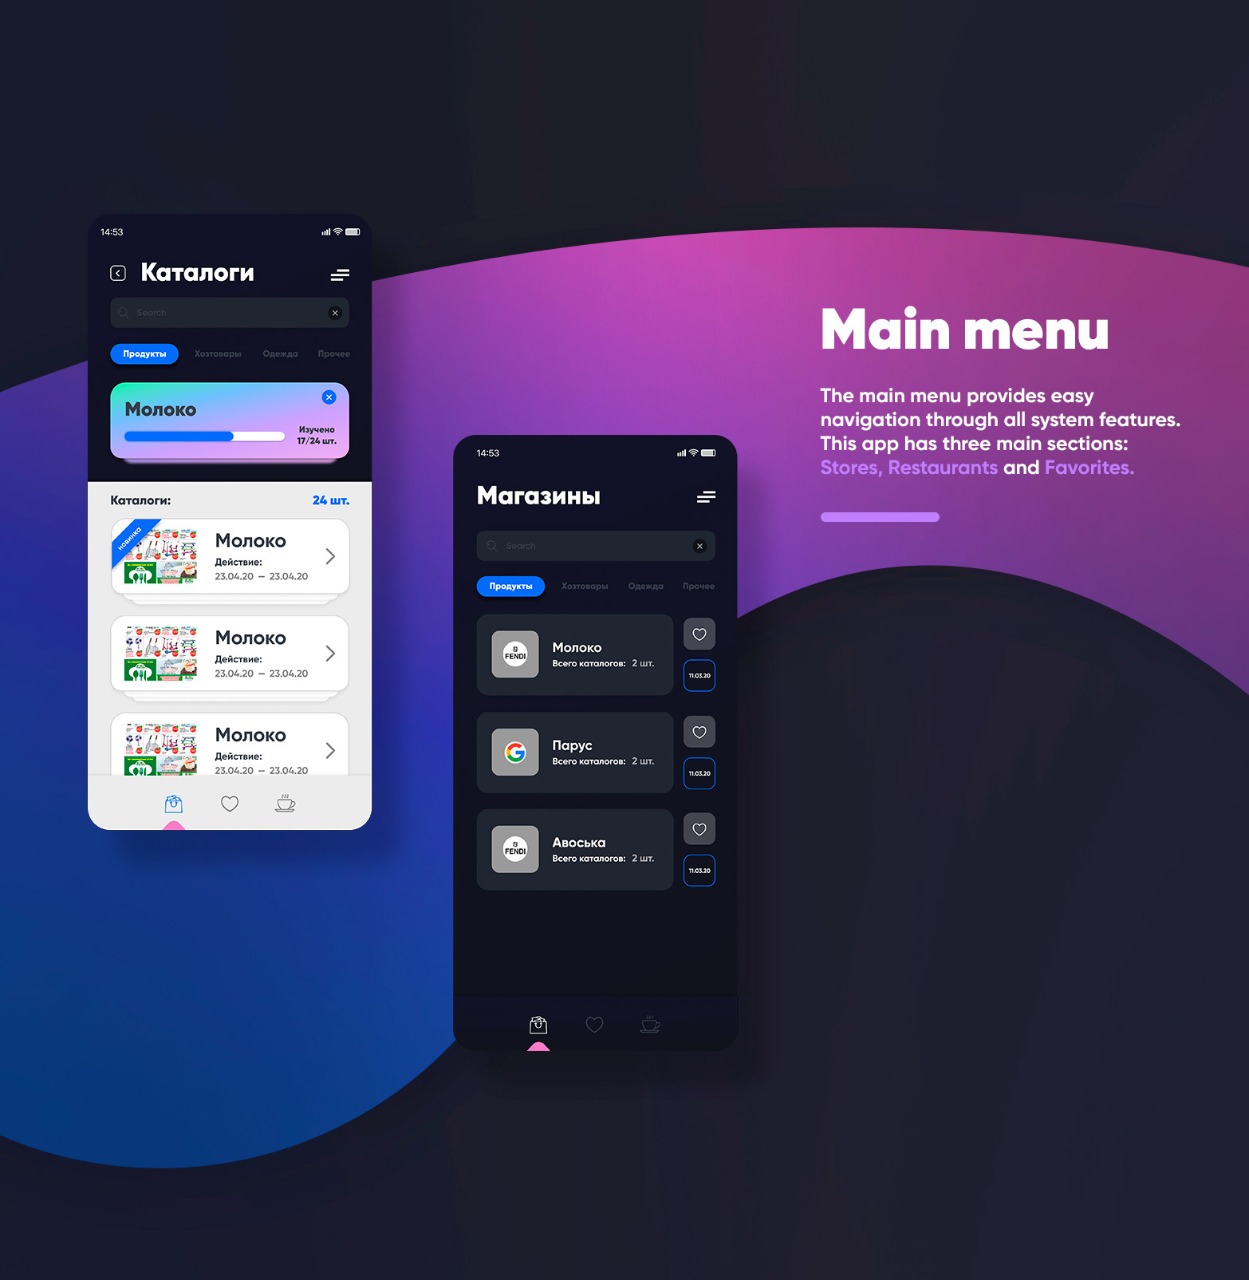 14:53
Каталоги
Search
Продукты Хозтовары Одежда Прочее
Молоко
Изучено
17/24 шт.
Каталоги: 24 шт.
новинка
Молоко
Действие:
23.04.20 – 23.04.20
Молоко
Действие:
23.04.20 – 23.04.20
Молоко
Действие:
23.04.20 – 23.04.20
14:53
Магазины
Search
Продукты Хозтовары Одежда Прочее
FENDI
Молоко
Всего каталогов: 2 шт.
11.03.20
G
Парус
Всего каталогов: 2 шт.
11.03.20
FENDI
Авоська
Всего каталогов: 2 шт.
11.03.20
Main menu
The main menu provides easy
navigation through all system features.
This app has three main sections:
Stores, Restaurants and Favorites.